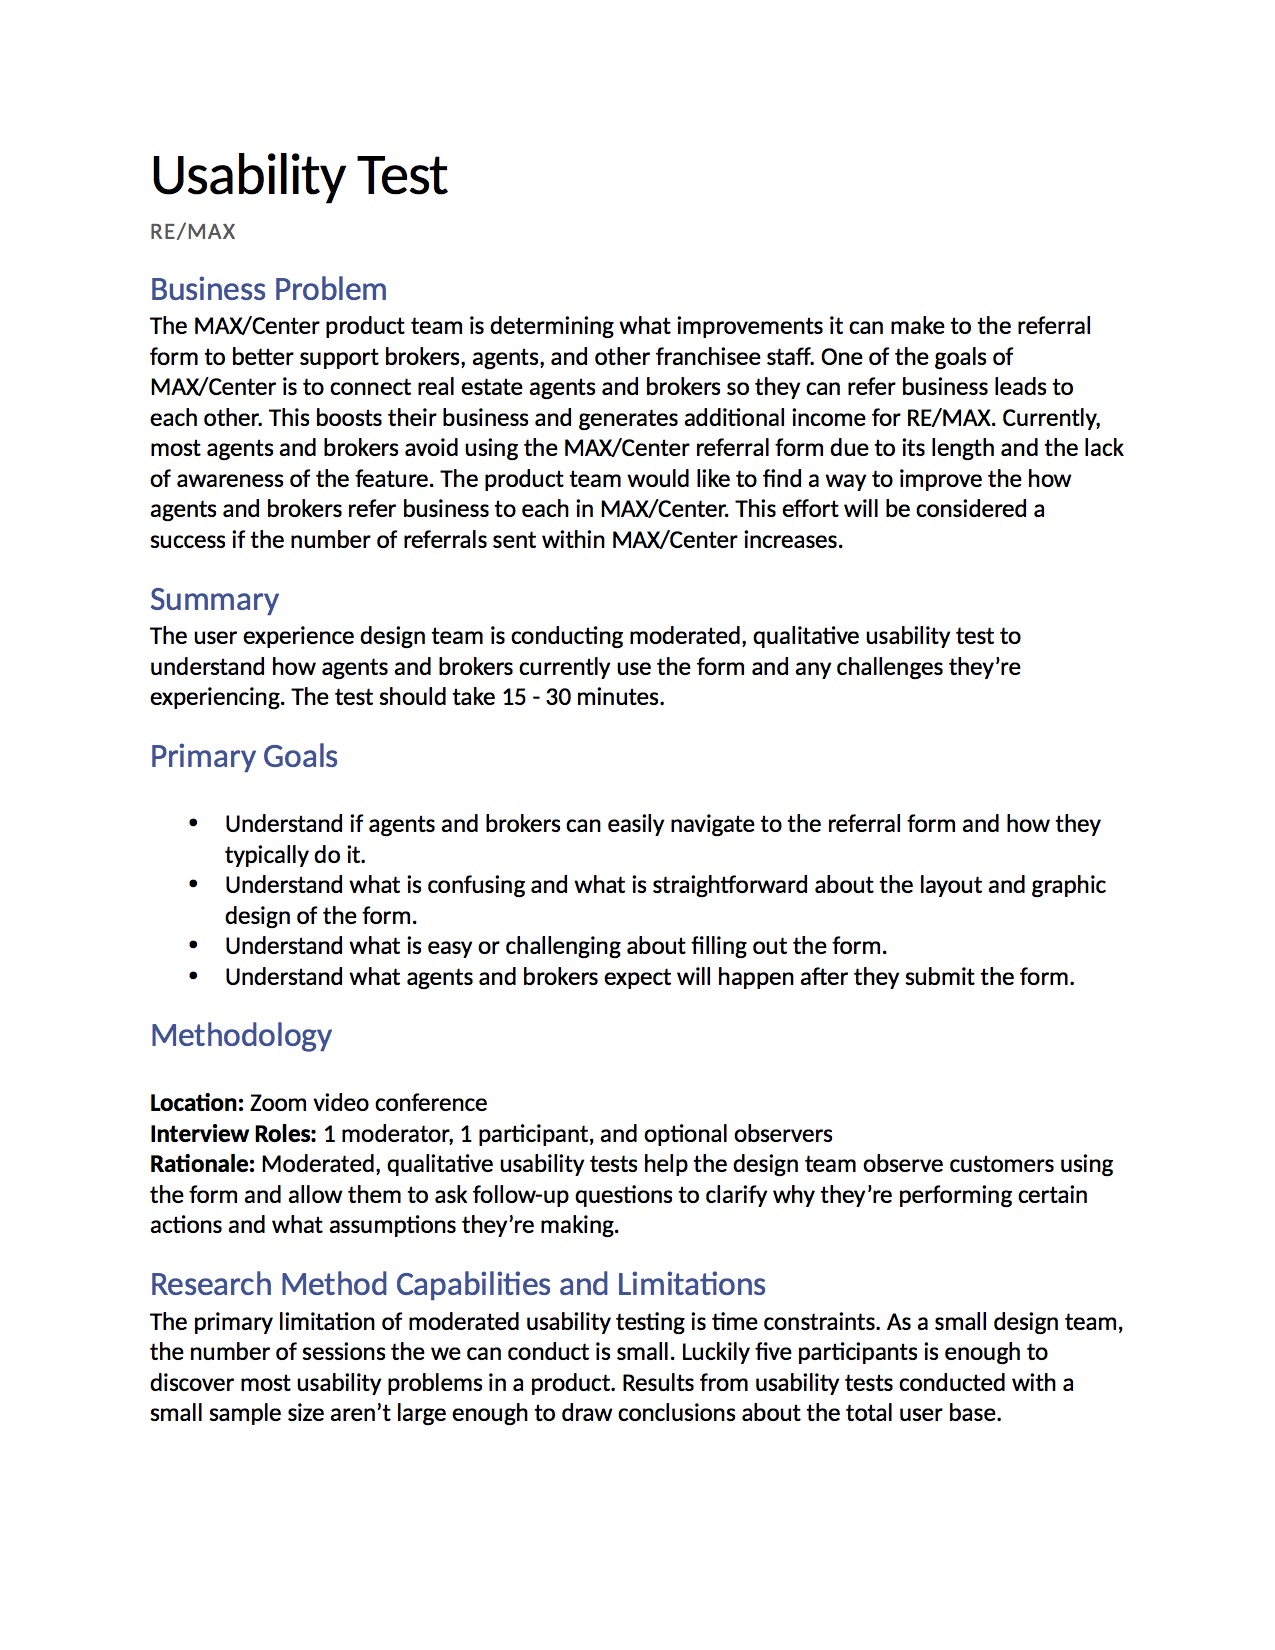 Usability Test
RE/MAX
Business Problem
The MAX/Center product team is determining what improvements it can make to the referral
form to better support brokers, agents, and other franchisee staff. One of the goals of
MAX/Center is to connect real estate agents and brokers so they can refer business leads to
each other. This boosts their business and generates additional income for RE/MAX. Currently,
most agents and brokers avoid using the MAX/Center referral form due to its length and the lack
of awareness of the feature. The product team would like to find a way to improve the how
agents and brokers refer business to each in MAX/Center. This effort will be considered a
success if the number of referrals sent within MAX/Center increases.
Summary
The user experience design team is conducting moderated, qualitative usability test to
understand how agents and brokers currently use the form and any challenges they’re
experiencing. The test should take 15 - 30 minutes.
Primary Goals
• Understand if agents and brokers can easily navigate to the referral form and how they
typically do it.
• Understand what is confusing and what is straightforward about the layout and graphic
design of the form.
• Understand what is easy or challenging about filling out the form.
• Understand what agents and brokers expect will happen after they submit the form.
Methodology
Location: Zoom video conference
Interview Roles: 1 moderator, 1 participant, and optional observers
Rationale: Moderated, qualitative usability tests help the design team observe customers using
the form and allow them to ask follow-up questions to clarify why they’re performing certain
actions and what assumptions they’re making.
Research Method Capabilities and Limitations
The primary limitation of moderated usability testing is time constraints. As a small design team,
the number of sessions the we can conduct is small. Luckily five participants is enough to
discover most usability problems in a product. Results from usability tests conducted with a
small sample size aren’t large enough to draw conclusions about the total user base.